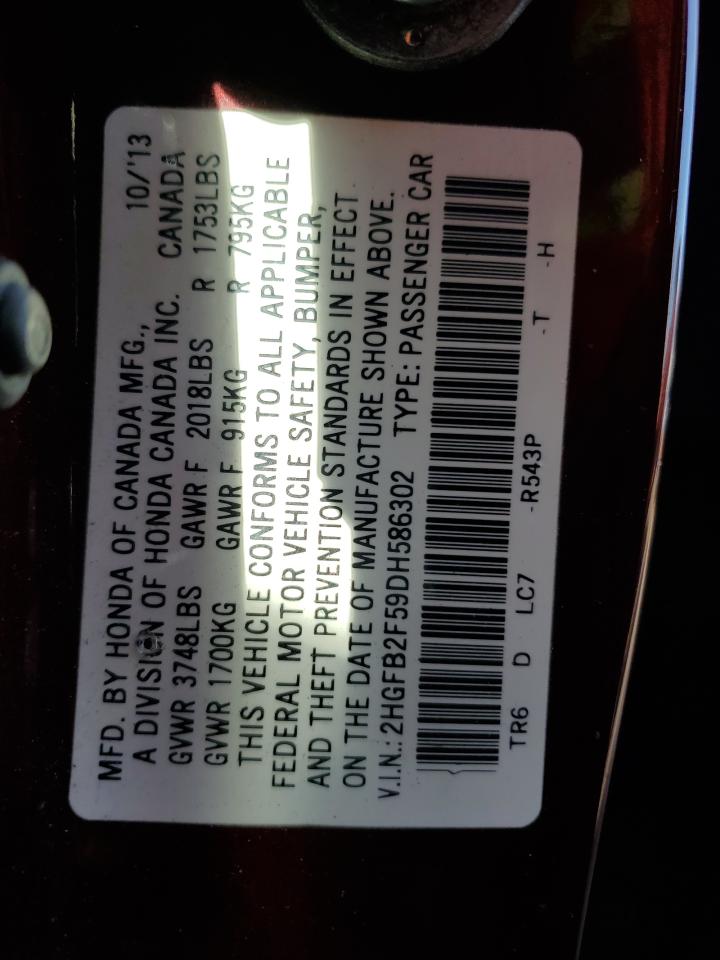 MFD. BY HONDA OF CANADA MFG., 10/'13
A DIVISION OF HONDA CANADA INC. CANADA
GVWR 3748LBS GAWR F 2018LBS R 1753LBS
GVWR 1700KG GAWR F 915KG R 795KG
THIS VEHICLE CONFORMS TO ALL APPLICABLE
FEDERAL MOTOR VEHICLE SAFETY, BUMPER,
AND THEFT PREVENTION STANDARDS IN EFFECT
ON THE DATE OF MANUFACTURE SHOWN ABOVE.
V.I.N.: 2HGFB2F59DH586302 TYPE: PASSENGER CAR
TR6 D LC7 -R543P -T -H